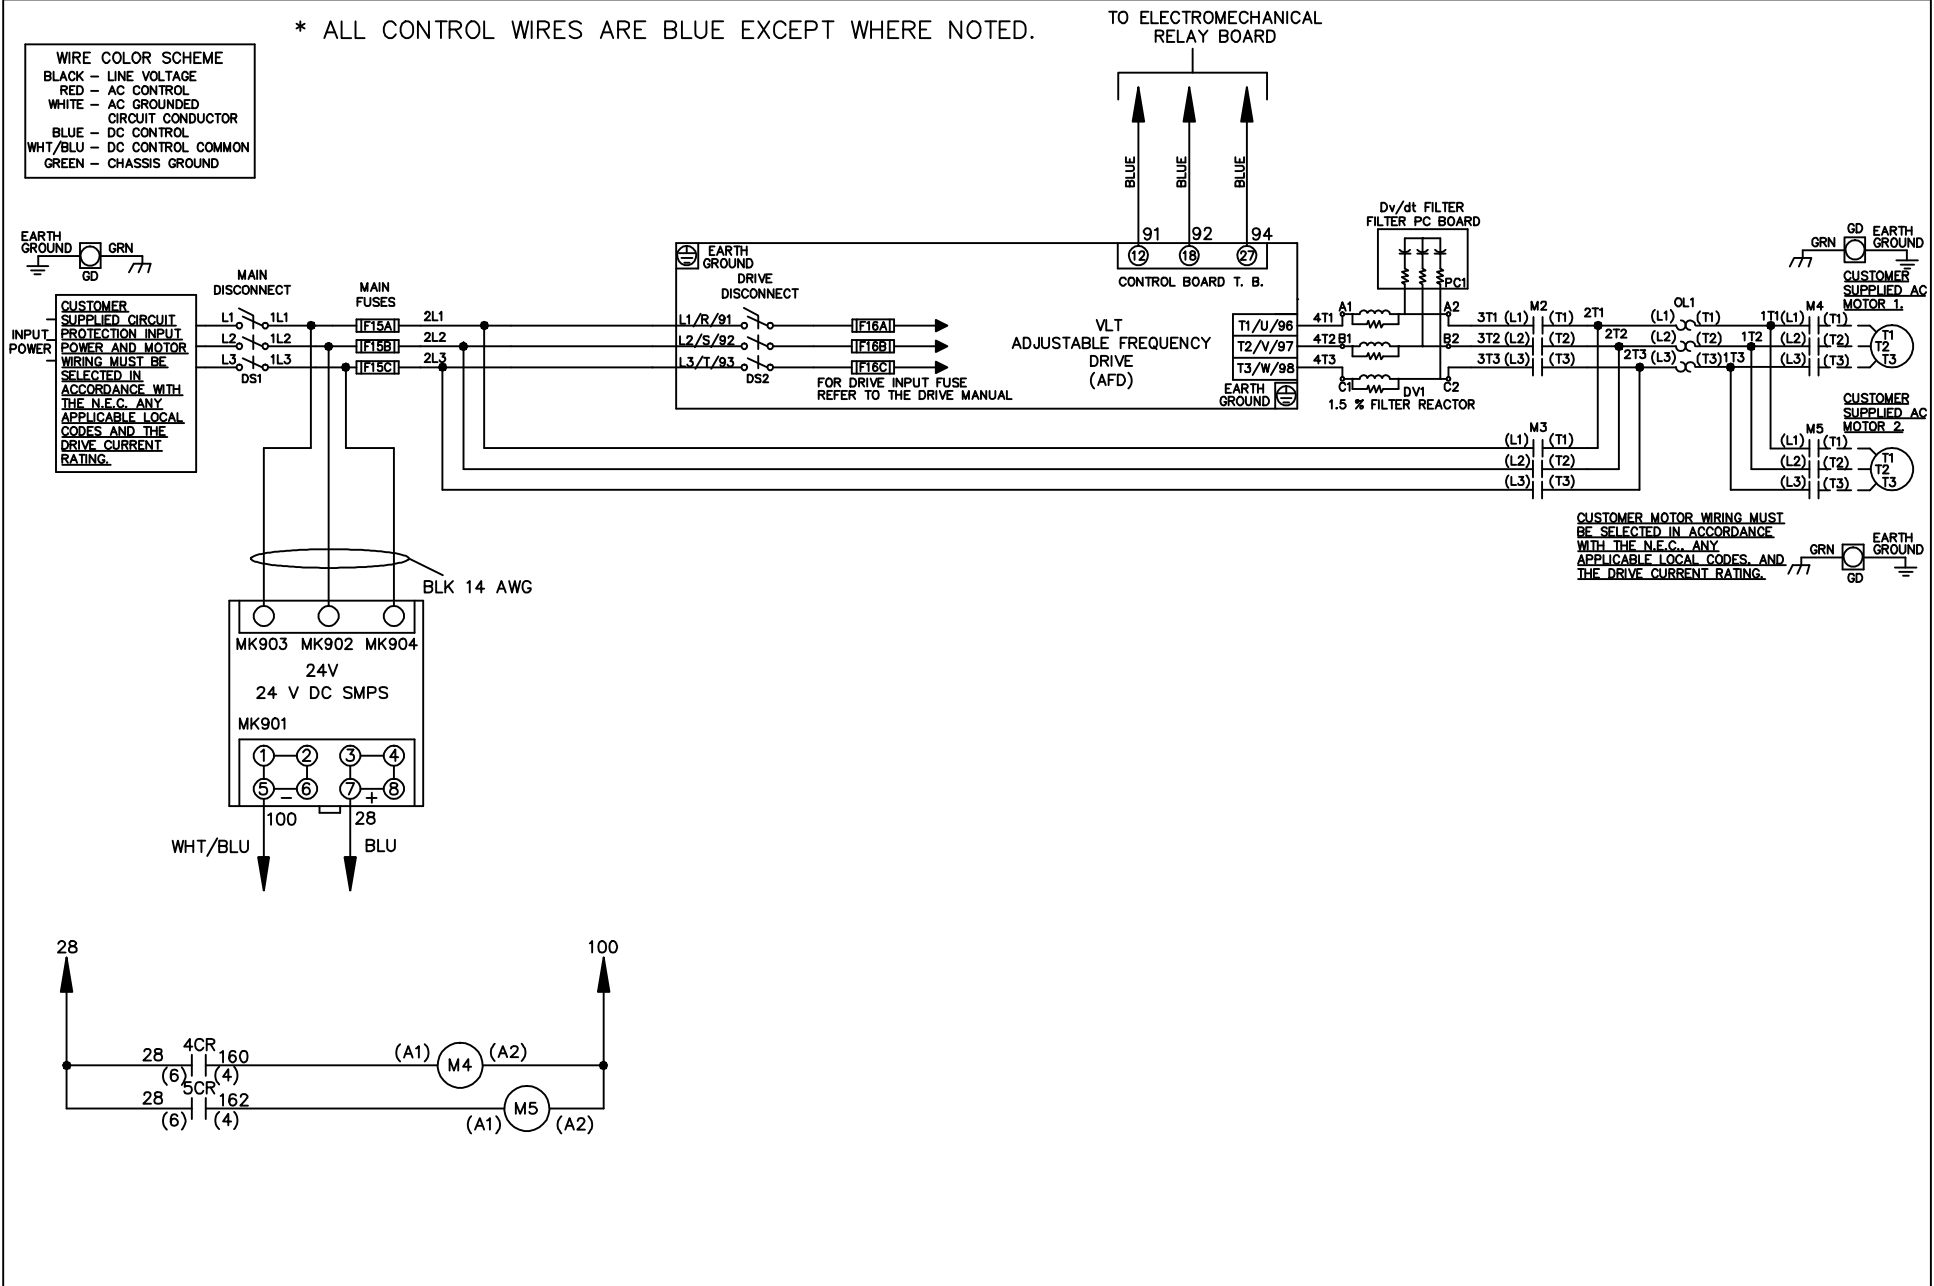 * ALL CONTROL WIRES ARE BLUE EXCEPT WHERE NOTED.
WIRE COLOR SCHEME
BLACK – LINE VOLTAGE
RED – AC CONTROL
WHITE – AC GROUNDED
CIRCUIT CONDUCTOR
BLUE – DC CONTROL
WHT/BLU – DC CONTROL COMMON
GREEN – CHASSIS GROUND
TO ELECTROMECHANICAL
RELAY BOARD
BLUE
BLUE
BLUE
91
92
94
12
18
27
CONTROL BOARD T. B.
EARTH
GROUND
GRN
GD
INPUT
POWER
CUSTOMER
SUPPLIED CIRCUIT
PROTECTION INPUT
POWER AND MOTOR
WIRING MUST BE
SELECTED IN
ACCORDANCE WITH
THE N.E.C. ANY
APPLICABLE LOCAL
CODES AND THE
DRIVE CURRENT
RATING.
MAIN
DISCONNECT
L1 1L1
L2 1L2
L3 1L3
DS1
MAIN
FUSES
F15A
F15B
F15C
2L1
2L2
2L3
EARTH
GROUND
DRIVE
DISCONNECT
L1/R/91
L2/S/92
L3/T/93
DS2
F16A
F16B
F16C
FOR DRIVE INPUT FUSE
REFER TO THE DRIVE MANUAL
VLT
ADJUSTABLE FREQUENCY
DRIVE
(AFD)
T1/U/96
T2/V/97
T3/W/98
EARTH
GROUND
Dv/dt FILTER
FILTER PC BOARD
PC1
4T1
4T2
4T3
A1
A2
B1
B2
C1
C2
DV1
1.5 % FILTER REACTOR
M2
3T1 (L1) (T1) 2T1
3T2 (L2) (T2) 2T2
3T3 (L3) (T3) 2T3
OL1
(L1) (T1) 1T1
(L2) (T2) 1T2
(L3) (T3) 1T3
M4
(L1) (T1)
(L2) (T2)
(L3) (T3)
T1
T2
T3
GRN
GD
EARTH
GROUND
CUSTOMER
SUPPLIED AC
MOTOR 1.
M3
(L1) (T1)
(L2) (T2)
(L3) (T3)
CUSTOMER
SUPPLIED AC
MOTOR 2.
M5
(L1) (T1)
(L2) (T2)
(L3) (T3)
T1
T2
T3
CUSTOMER MOTOR WIRING MUST
BE SELECTED IN ACCORDANCE
WITH THE N.E.C., ANY
APPLICABLE LOCAL CODES, AND
THE DRIVE CURRENT RATING.
GRN
GD
EARTH
GROUND
BLK 14 AWG
MK903 MK902 MK904
24V
24 V DC SMPS
MK901
1 2 3 4
5 6 7 8
– +
100
28
WHT/BLU
BLU
28
100
28 4CR 160
(6) (4)
(A1) M4 (A2)
28 5CR 162
(6) (4)
(A1) M5 (A2)